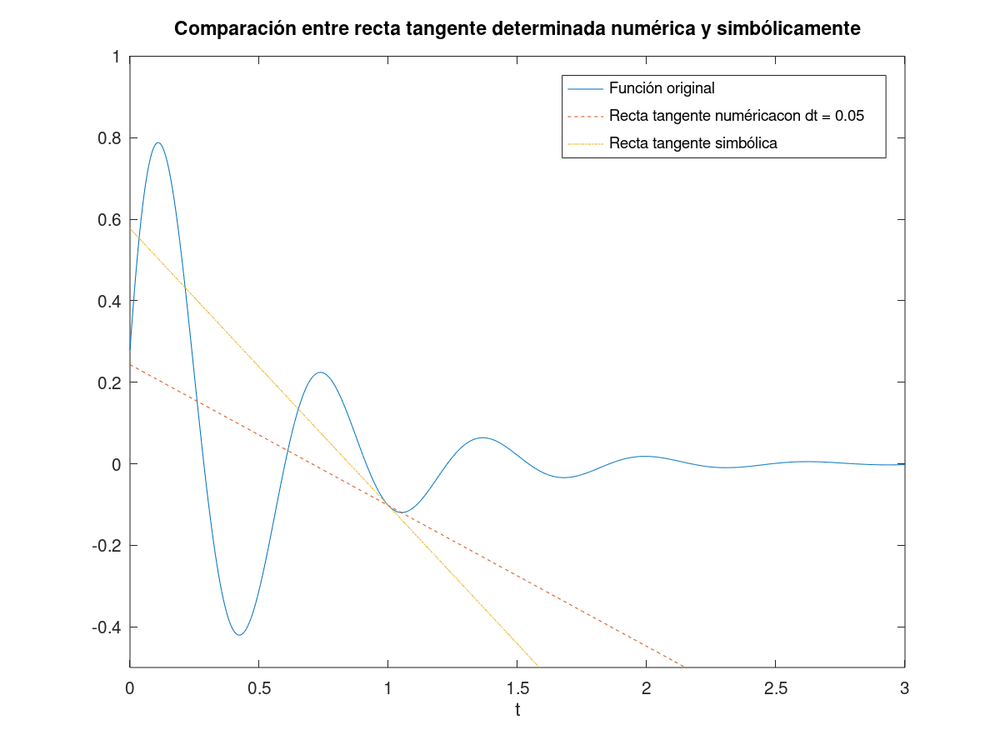 Comparación entre recta tangente determinada numérica y simbólicamente
1
0.8
0.6
0.4
0.2
0
-0.2
-0.4
Función original
Recta tangente numéricacon dt = 0.05
Recta tangente simbólica
0 0.5 1 1.5 2 2.5 3
t